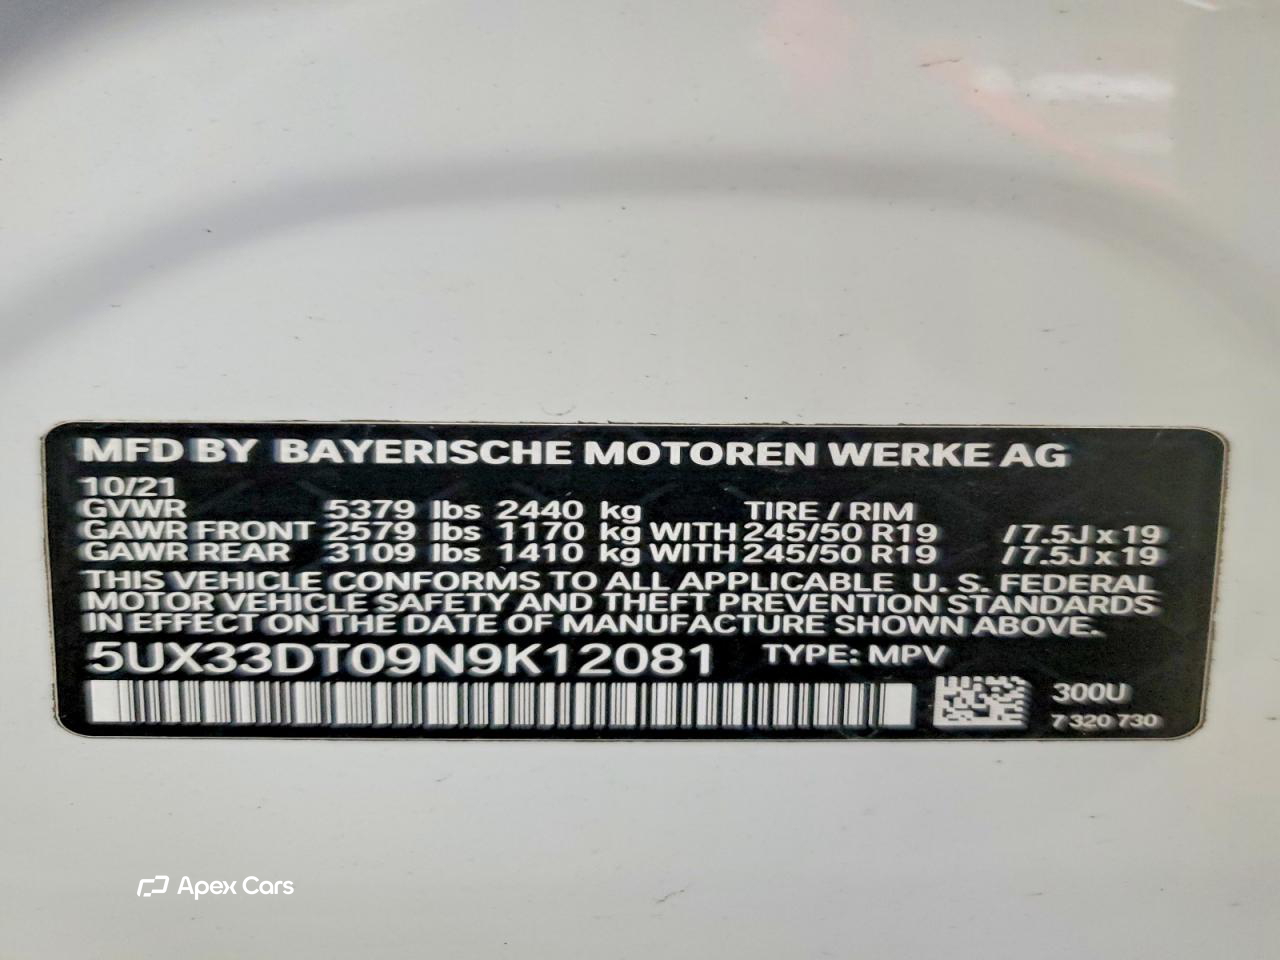 MFD BY BAYERISCHE MOTOREN WERKE AG
10/21
GVWR 5379 lbs 2440 kg TIRE / RIM
GAWR FRONT 2579 lbs 1170 kg WITH 245/50 R19 / 7.5J x 19
GAWR REAR 3109 lbs 1410 kg WITH 245/50 R19 / 7.5J x 19
THIS VEHICLE CONFORMS TO ALL APPLICABLE U. S. FEDERAL
MOTOR VEHICLE SAFETY AND THEFT PREVENTION STANDARDS
IN EFFECT ON THE DATE OF MANUFACTURE SHOWN ABOVE.
5UX33DT09N9K12081 TYPE: MPV
300U
7 320 730
Apex Cars